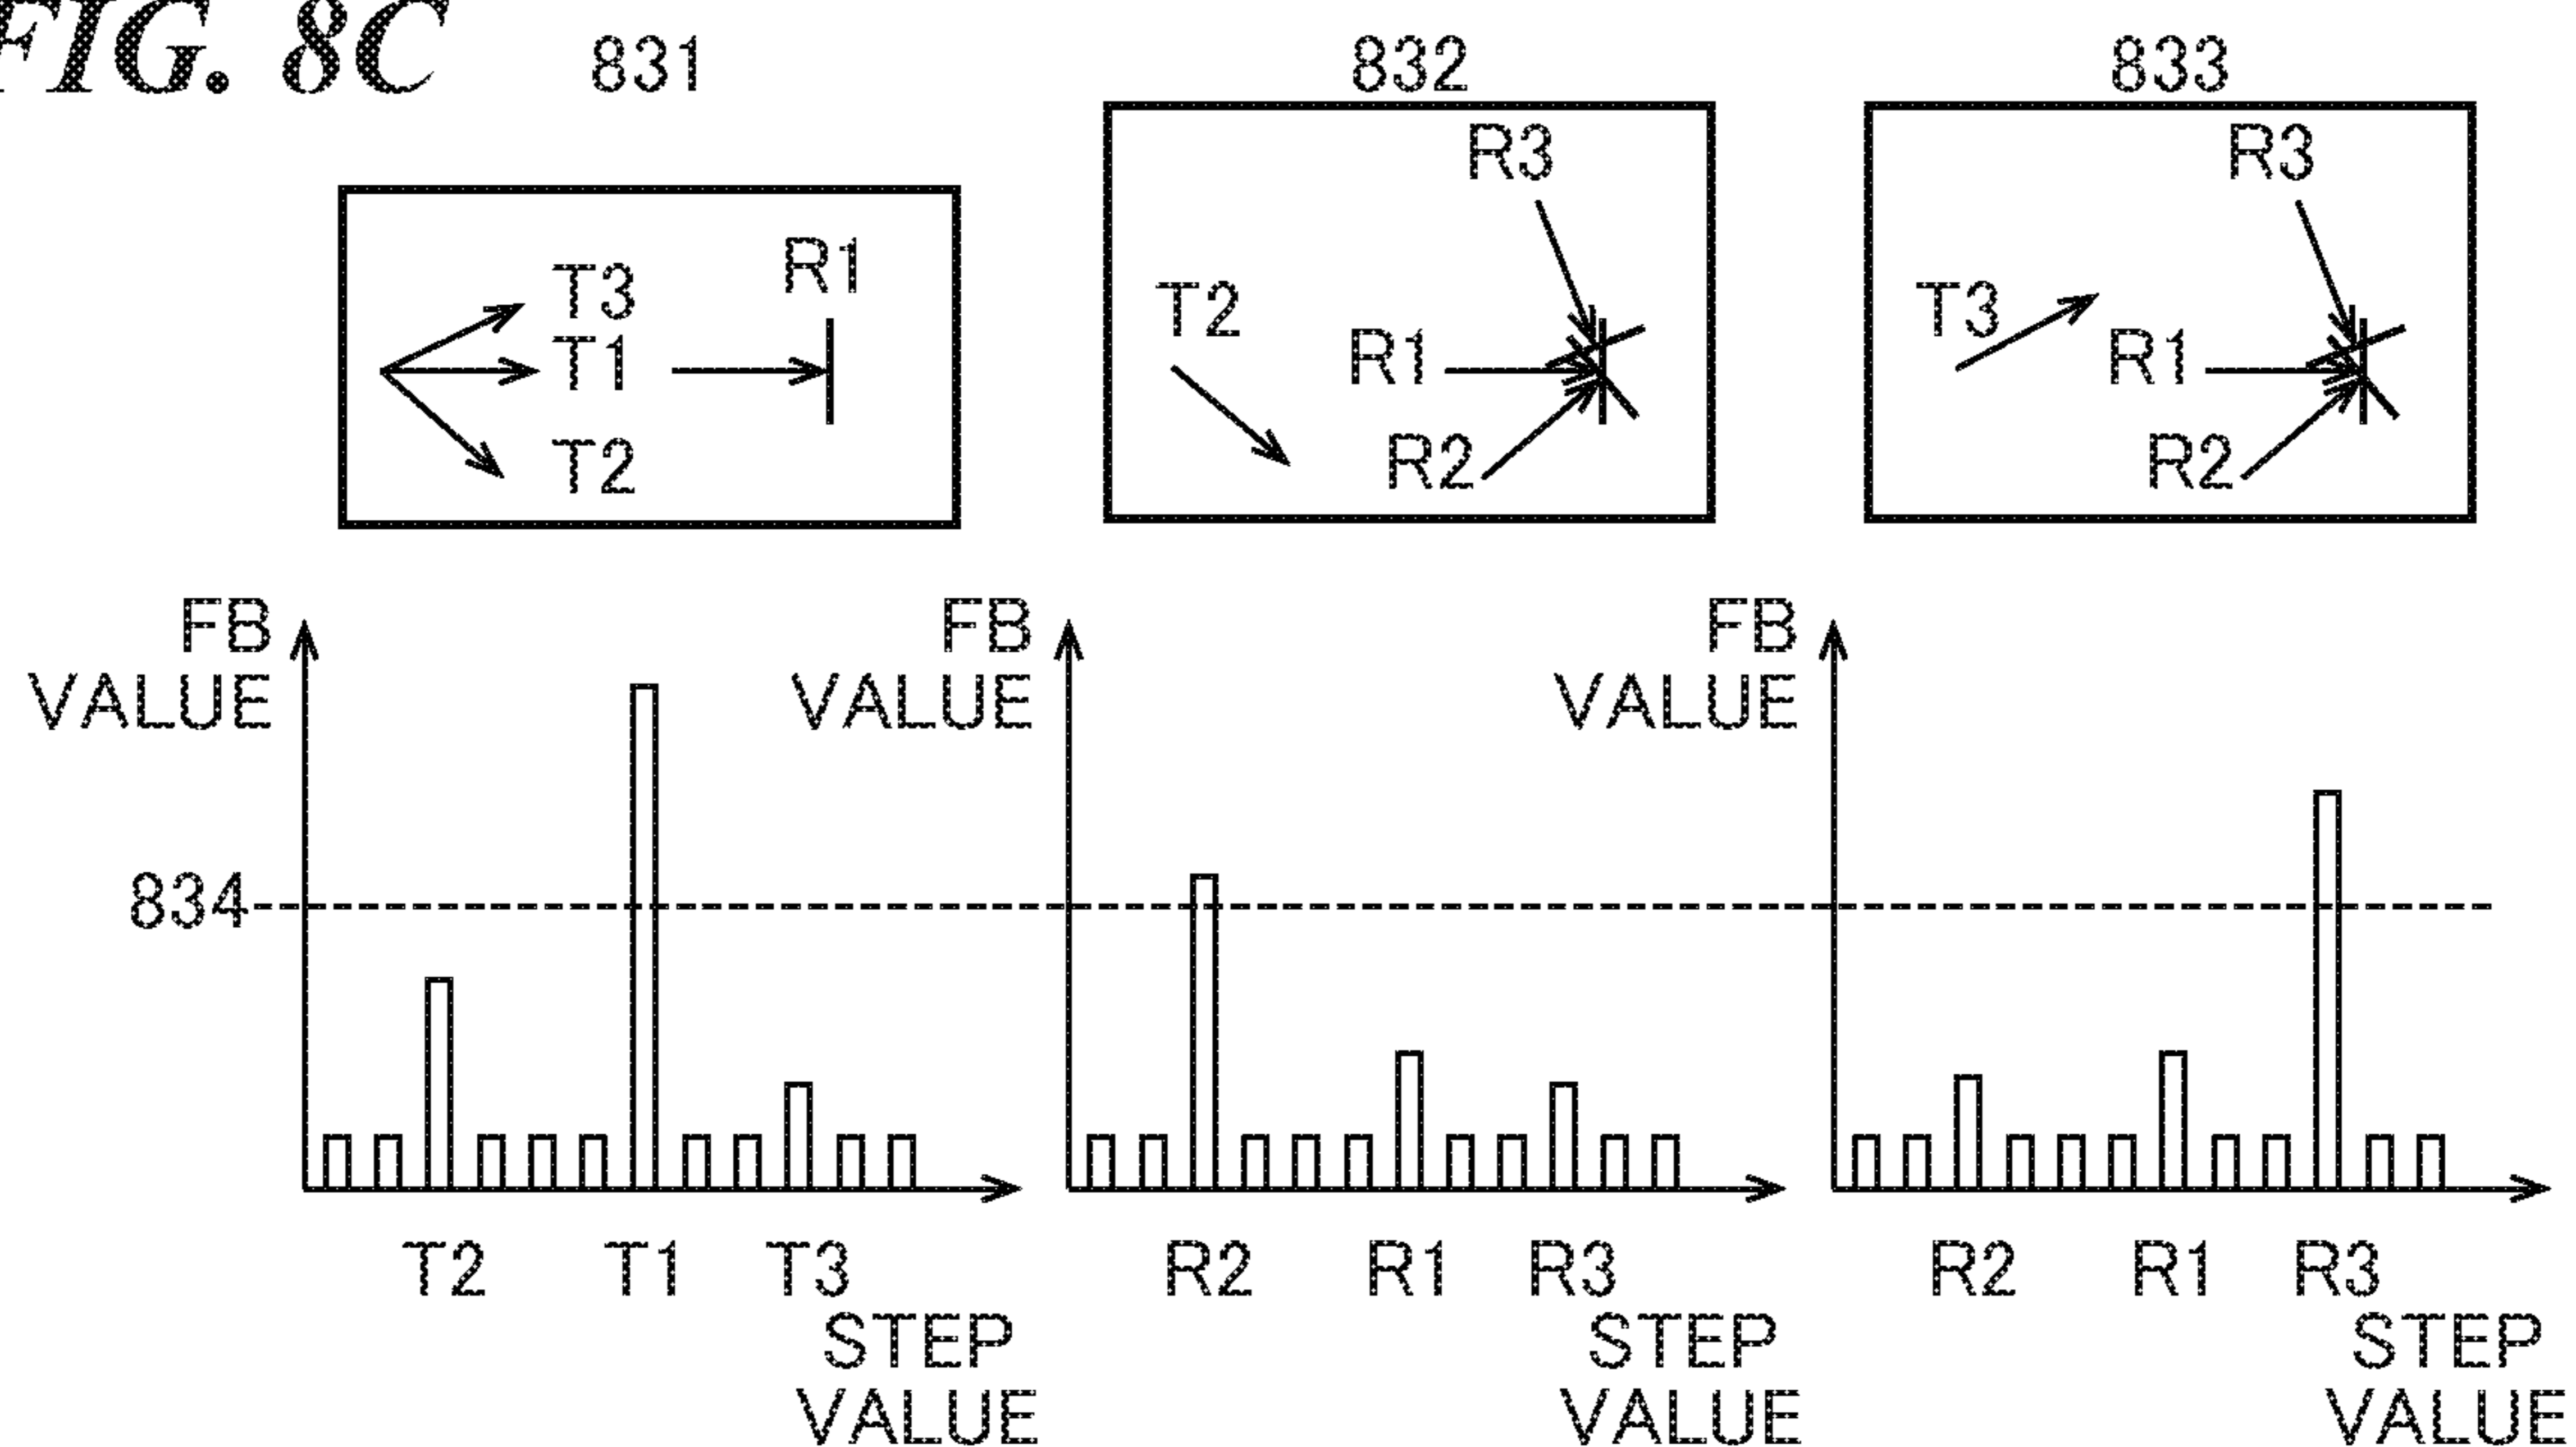 FIG. 8C
831
832
833
T3
T1
T2
R1
T2
R3
R1
R2
T3
R3
R1
R2
FB
VALUE
FB
VALUE
FB
VALUE
834
T2 T1 T3
STEP
VALUE
R2 R1 R3
STEP
VALUE
R2 R1 R3
STEP
VALUE